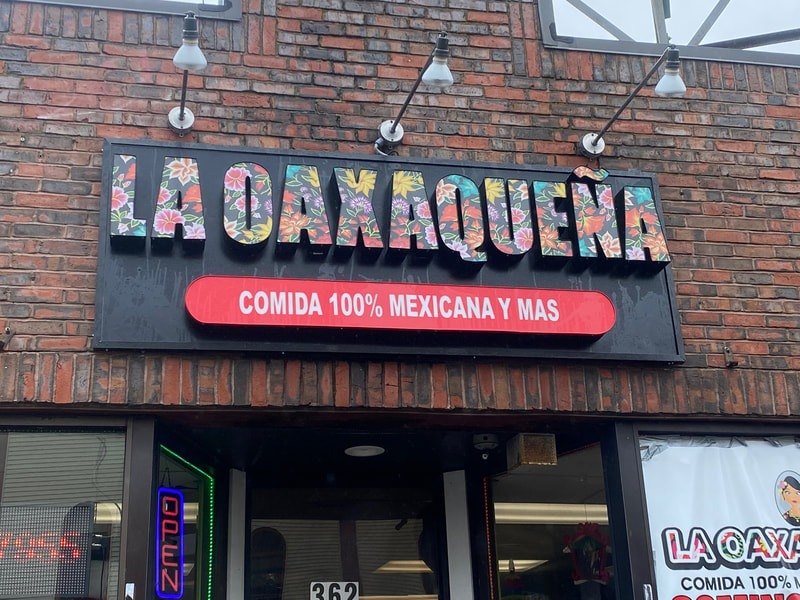 LA OAXAQUEÑA
COMIDA 100% MEXICANA Y MAS
OPEN
362
LA OAXA
COMIDA 100% M